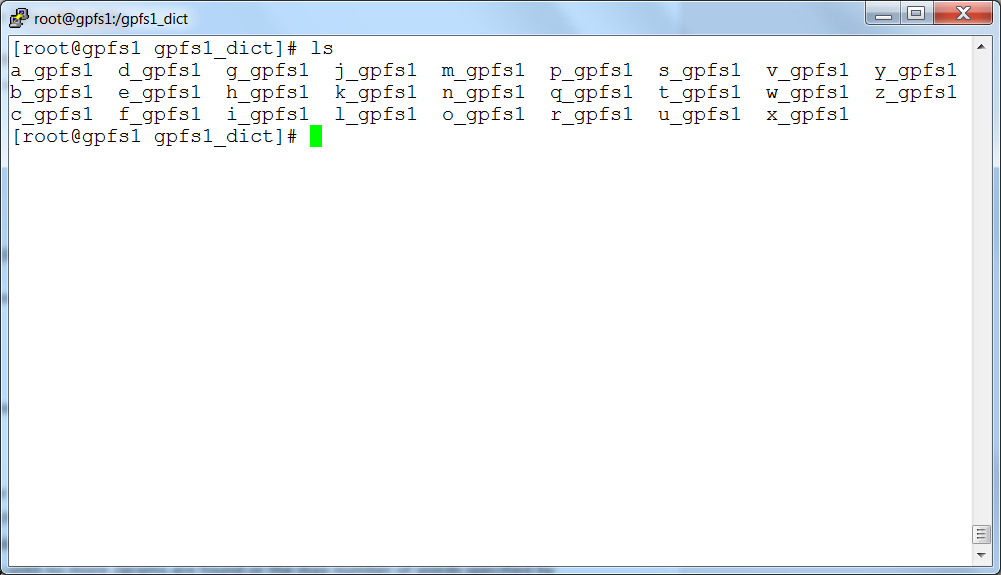 root@gpfs1:/gpfs1_dict
[root@gpfs1 gpfs1_dict]# ls
a_gpfs1  d_gpfs1  g_gpfs1  j_gpfs1  m_gpfs1  p_gpfs1  s_gpfs1  v_gpfs1  y_gpfs1
b_gpfs1  e_gpfs1  h_gpfs1  k_gpfs1  n_gpfs1  q_gpfs1  t_gpfs1  w_gpfs1  z_gpfs1
c_gpfs1  f_gpfs1  i_gpfs1  l_gpfs1  o_gpfs1  r_gpfs1  u_gpfs1  x_gpfs1
[root@gpfs1 gpfs1_dict]#